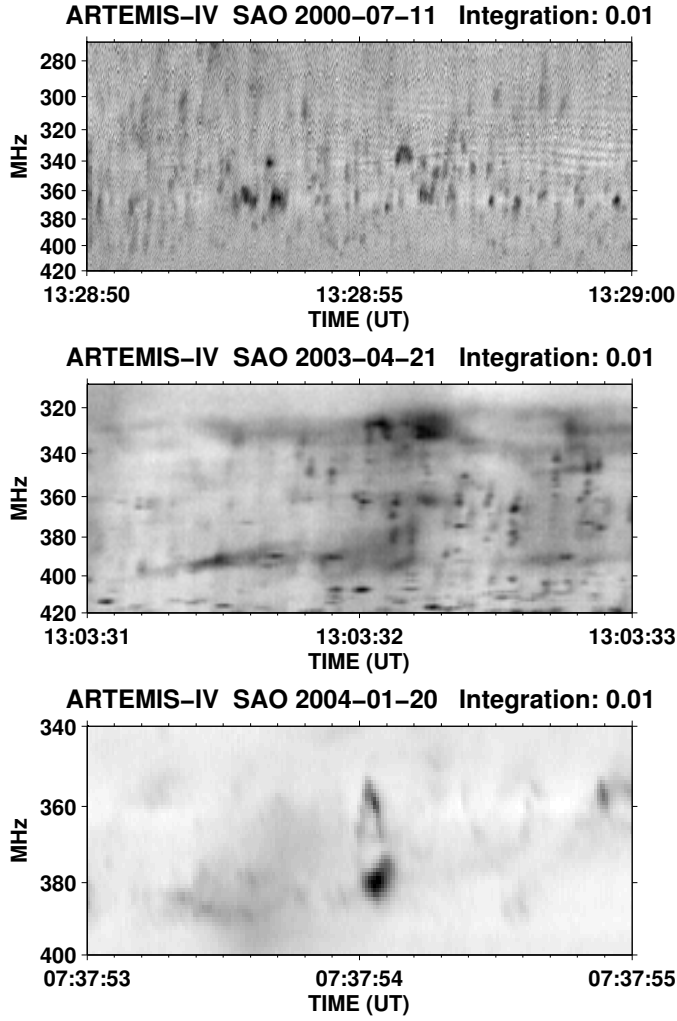 ARTEMIS−IV SAO 2000−07−11 Integration: 0.01
280
300
320
340
360
380
400
420
MHz
13:28:50 13:28:55 13:29:00
TIME (UT)
ARTEMIS−IV SAO 2003−04−21 Integration: 0.01
320
340
360
380
400
420
MHz
13:03:31 13:03:32 13:03:33
TIME (UT)
ARTEMIS−IV SAO 2004−01−20 Integration: 0.01
340
360
380
400
MHz
07:37:53 07:37:54 07:37:55
TIME (UT)